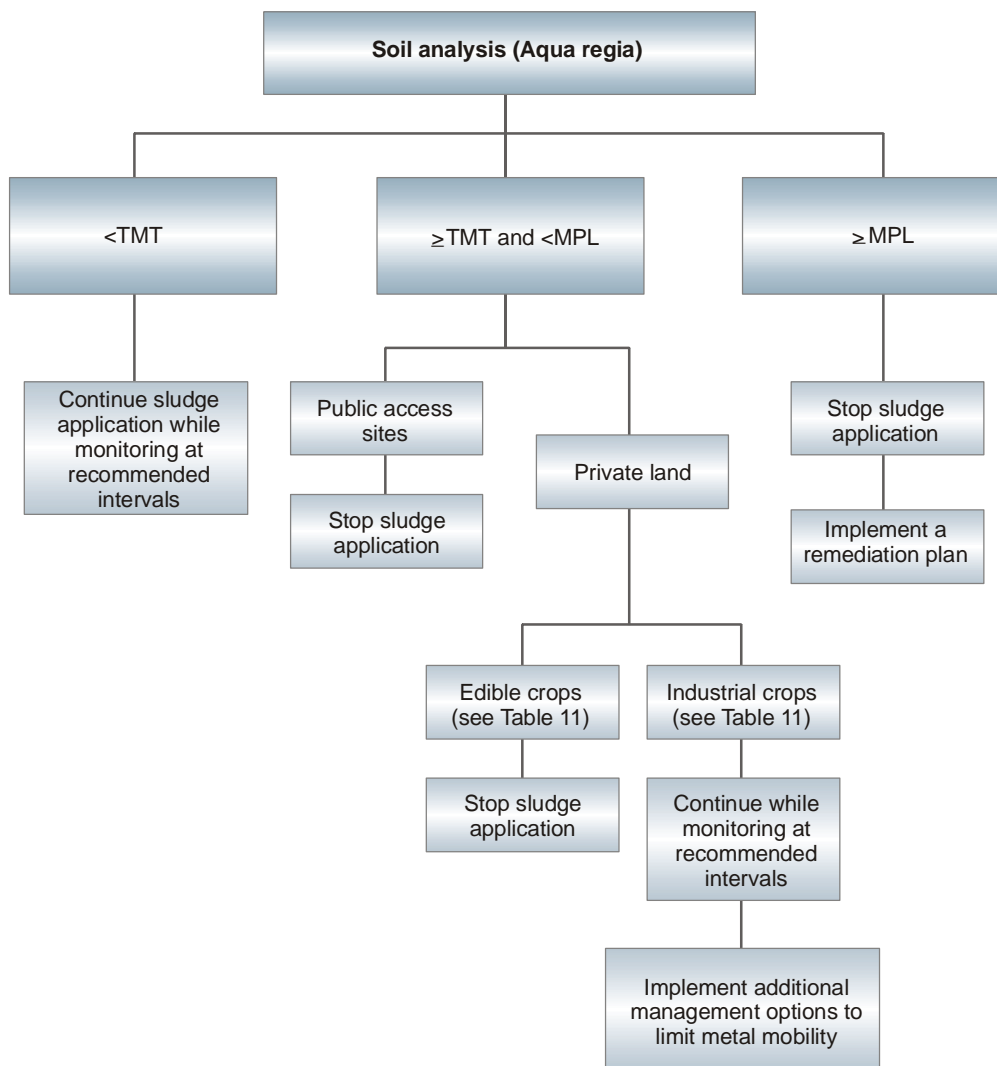 Soil analysis (Aqua regia)
<TMT
≥TMT and <MPL
≥MPL
Continue sludge
application while
monitoring at
recommended
intervals
Public access
sites
Stop sludge
application
Private land
Stop sludge
application
Implement a
remediation plan
Edible crops
(see Table 11)
Stop sludge
application
Industrial crops
(see Table 11)
Continue while
monitoring at
recommended
intervals
Implement additional
management options to
limit metal mobility